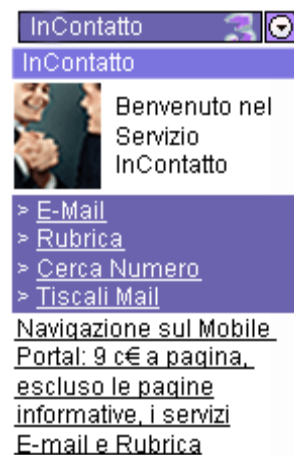 InContatto 3
InContatto
Benvenuto nel
Servizio
InContatto
> E-Mail
> Rubrica
> Cerca Numero
> Tiscali Mail
Navigazione sul Mobile
Portal: 9 c€ a pagina,
escluso le pagine
informative, i servizi
E-mail e Rubrica